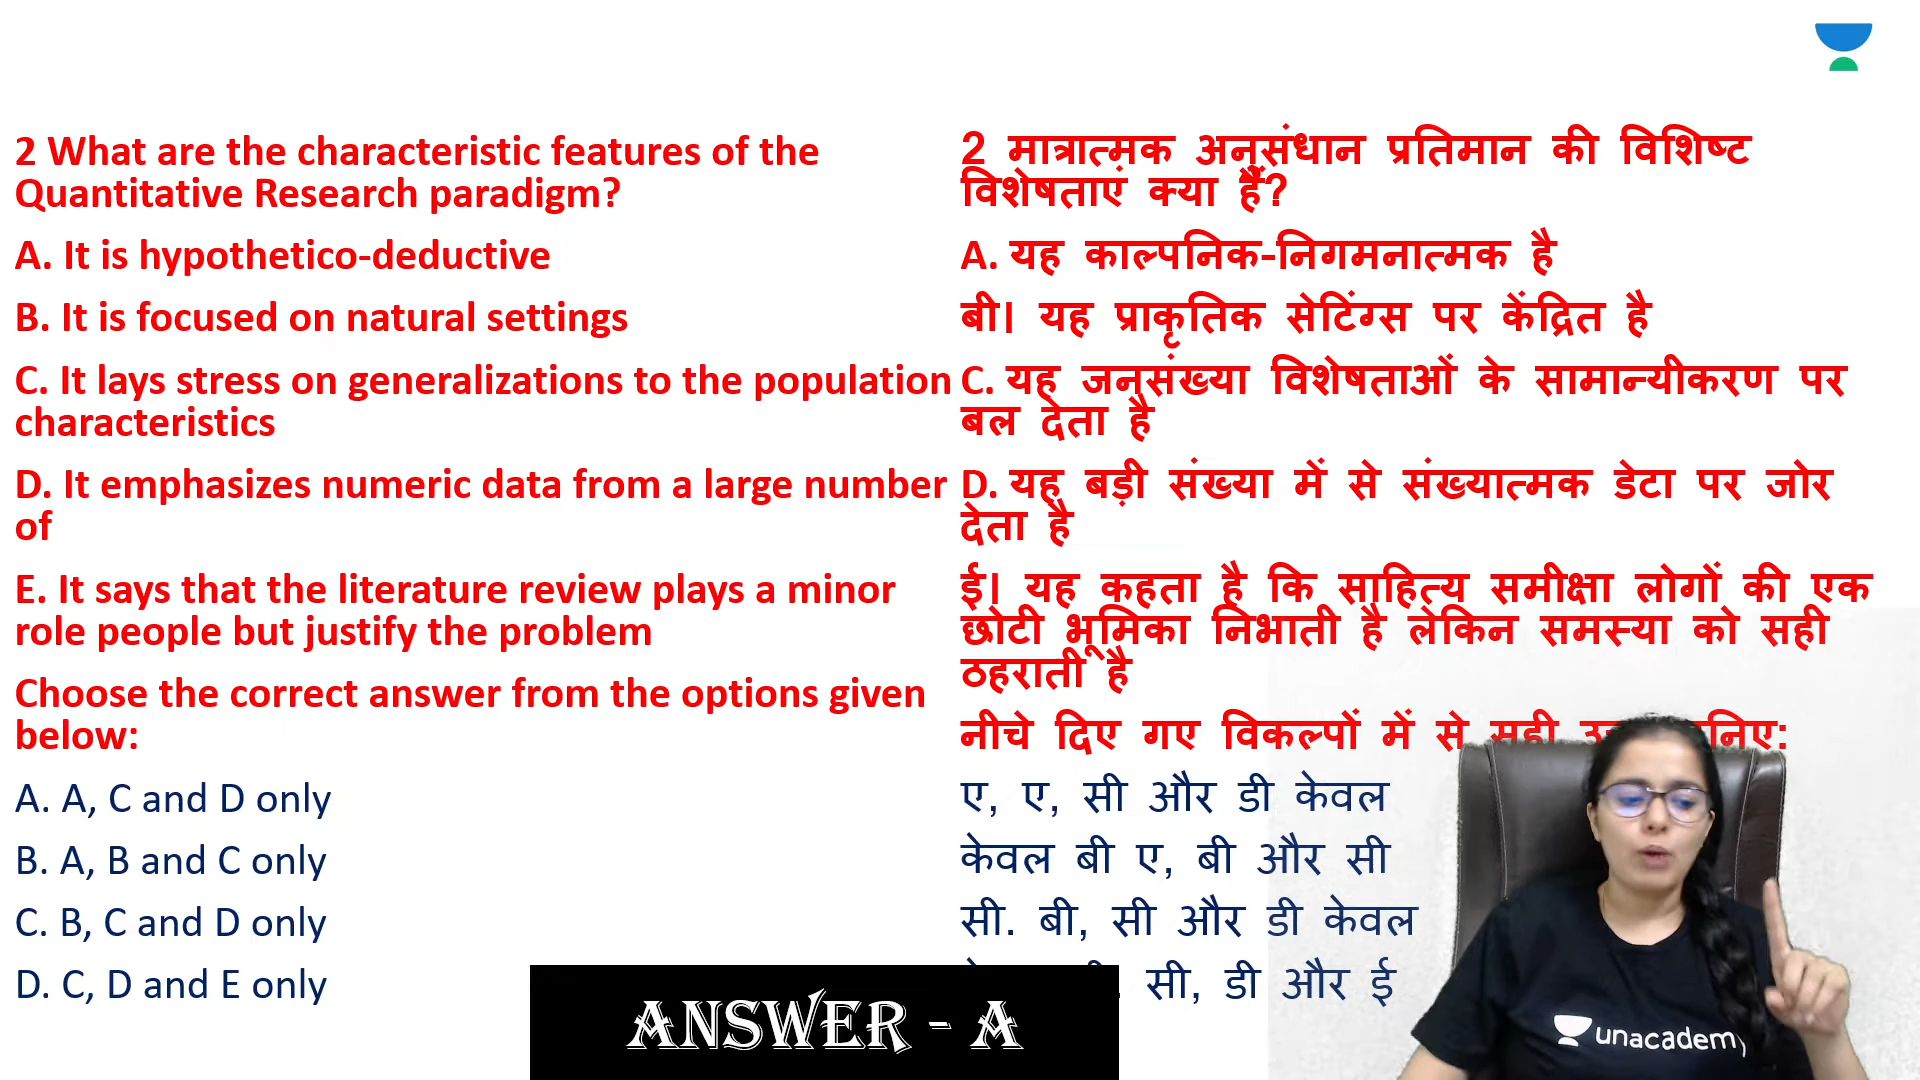 2 What are the characteristic features of the
Quantitative Research paradigm?
A. It is hypothetico-deductive
B. It is focused on natural settings
C. It lays stress on generalizations to the population
characteristics
D. It emphasizes numeric data from a large number
of
E. It says that the literature review plays a minor
role people but justify the problem
Choose the correct answer from the options given
below:
A. A, C and D only
B. A, B and C only
C. B, C and D only
D. C, D and E only
2 मात्रात्मक अनुसंधान प्रतिमान की विशिष्ट
विशेषताएं क्या हैं?
A. यह काल्पनिक-निगमनात्मक है
बी। यह प्राकृतिक सेटिंग्स पर केंद्रित है
C. यह जनसंख्या विशेषताओं के सामान्यीकरण पर
बल देता है
D. यह बड़ी संख्या में से संख्यात्मक डेटा पर जोर
देता है
ई। यह कहता है कि साहित्य समीक्षा लोगों की एक
छोटी भूमिका निभाती है लेकिन समस्या को सही
ठहराती है
नीचे दिए गए विकल्पों में से
ए, ए, सी और डी केवल
केवल बी ए, बी और सी
सी. बी, सी और डी केवल
सी, डी और ई
ANSWER - A
unacademy